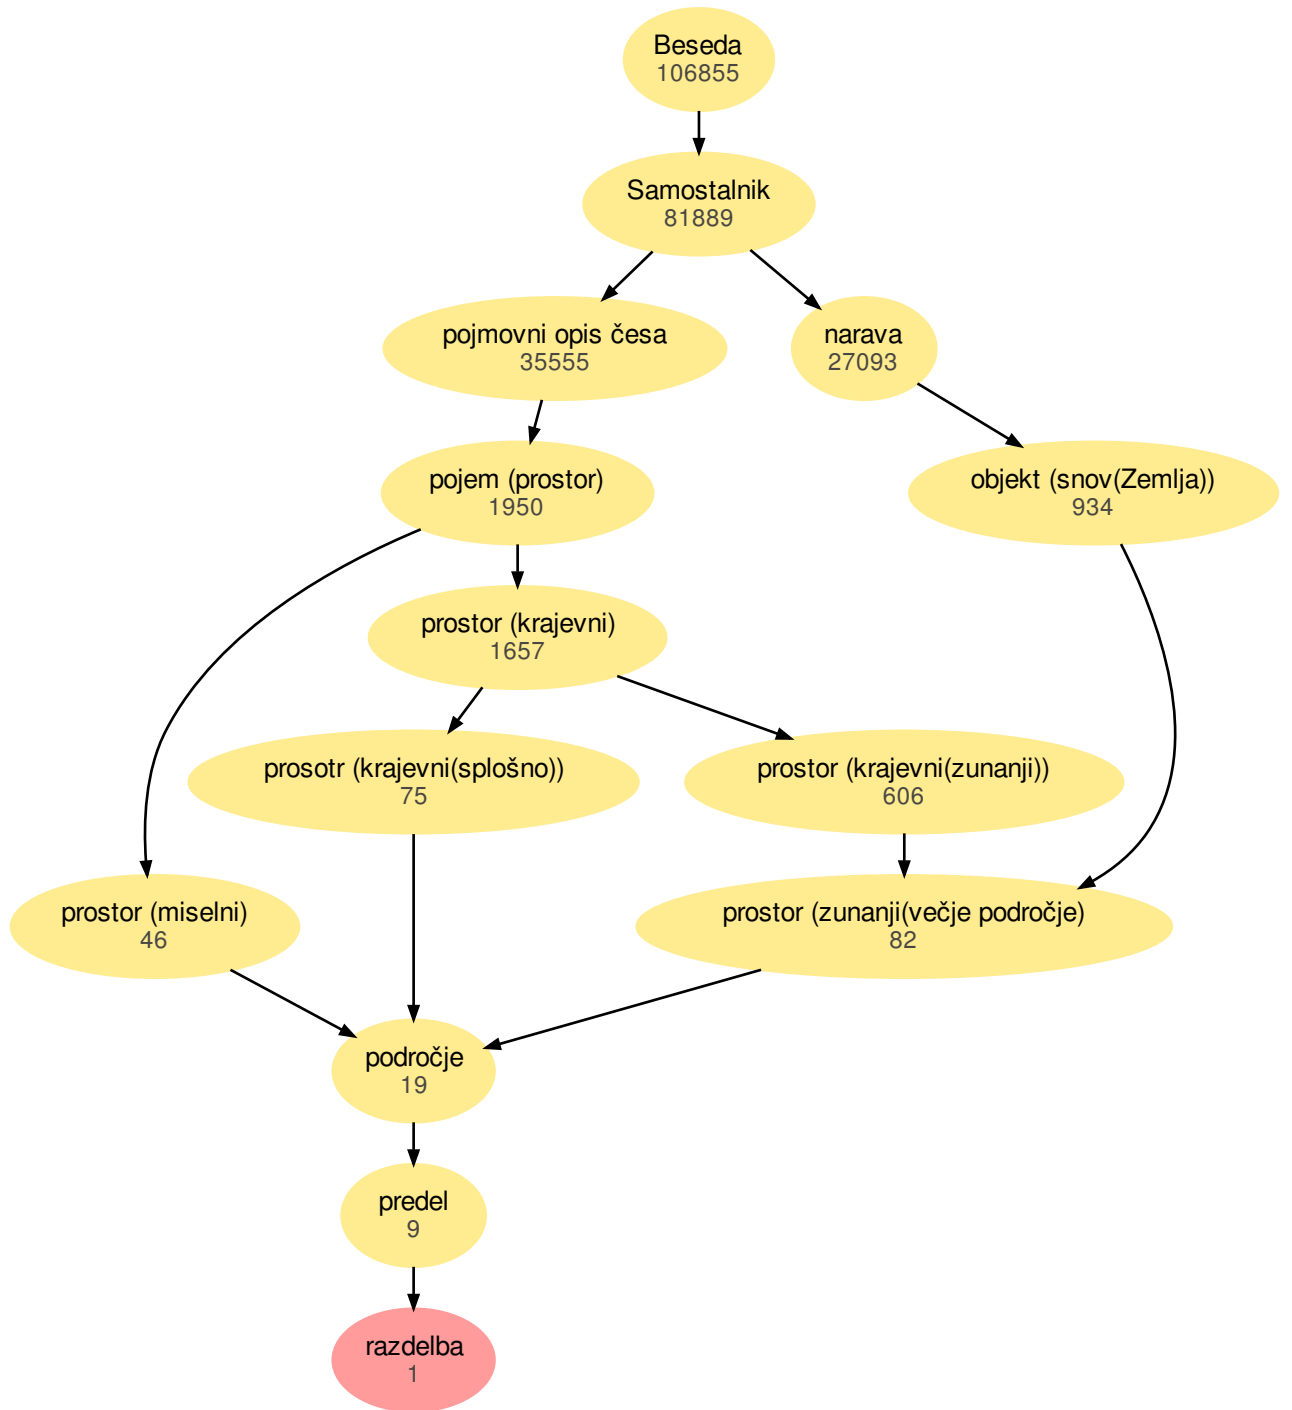 Beseda
106855
Samostalnik
81889
pojmovni opis česa
35555
narava
27093
pojem (prostor)
1950
objekt (snov(Zemlja))
934
prostor (krajevni)
1657
prosotr (krajevni(splošno))
75
prostor (krajevni(zunanji))
606
prostor (miselni)
46
prostor (zunanji(večje področje)
82
področje
19
predel
9
razdelba
1